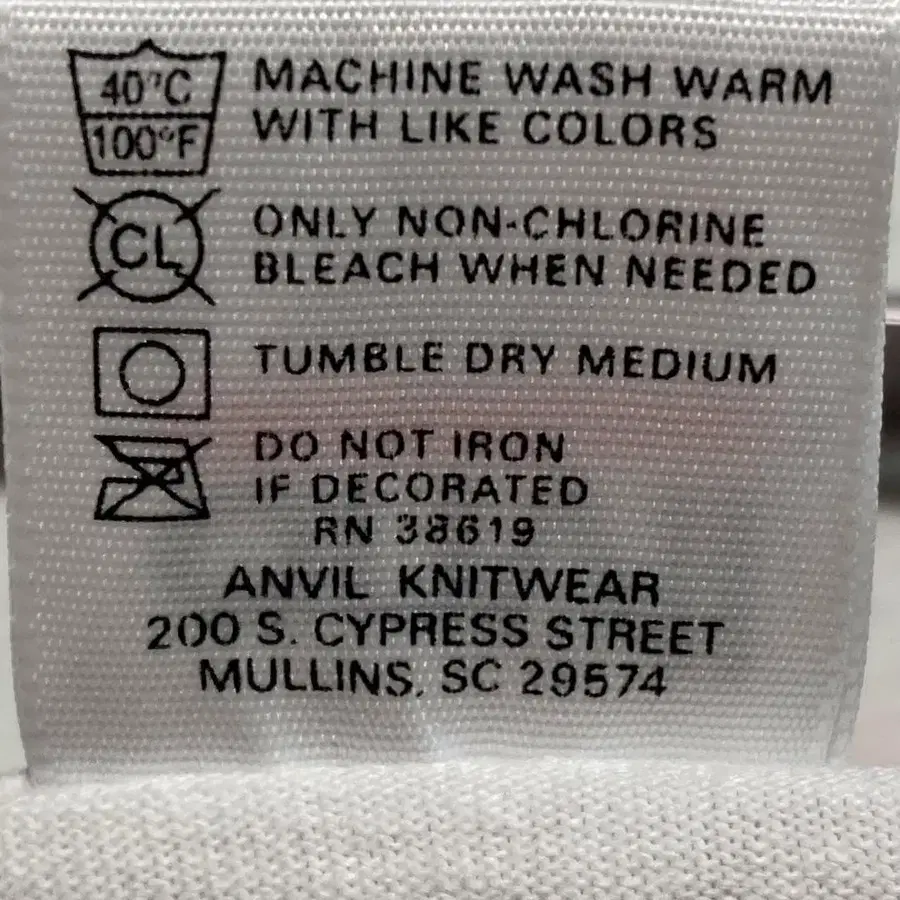 40°C MACHINE WASH WARM
100°F WITH LIKE COLORS
CL ONLY NON-CHLORINE
BLEACH WHEN NEEDED
TUMBLE DRY MEDIUM
DO NOT IRON
IF DECORATED
RN 38619
ANVIL KNITWEAR
200 S. CYPRESS STREET
MULLINS, SC 29574